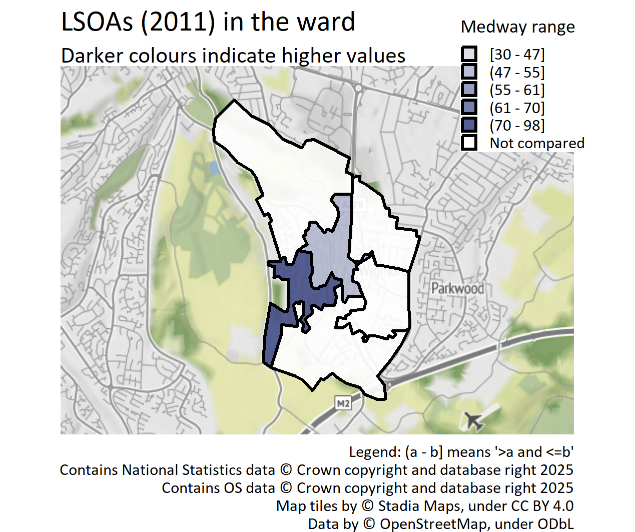 LSOAs (2011) in the ward
Darker colours indicate higher values
Medway range
[30 - 47]
(47 - 55]
(55 - 61]
(61 - 70]
(70 - 98]
Not compared
Parkwood
M2
Legend: (a - b] means '>a and <=b'
Contains National Statistics data © Crown copyright and database right 2025
Contains OS data © Crown copyright and database right 2025
Map tiles by © Stadia Maps, under CC BY 4.0
Data by © OpenStreetMap, under ODbL